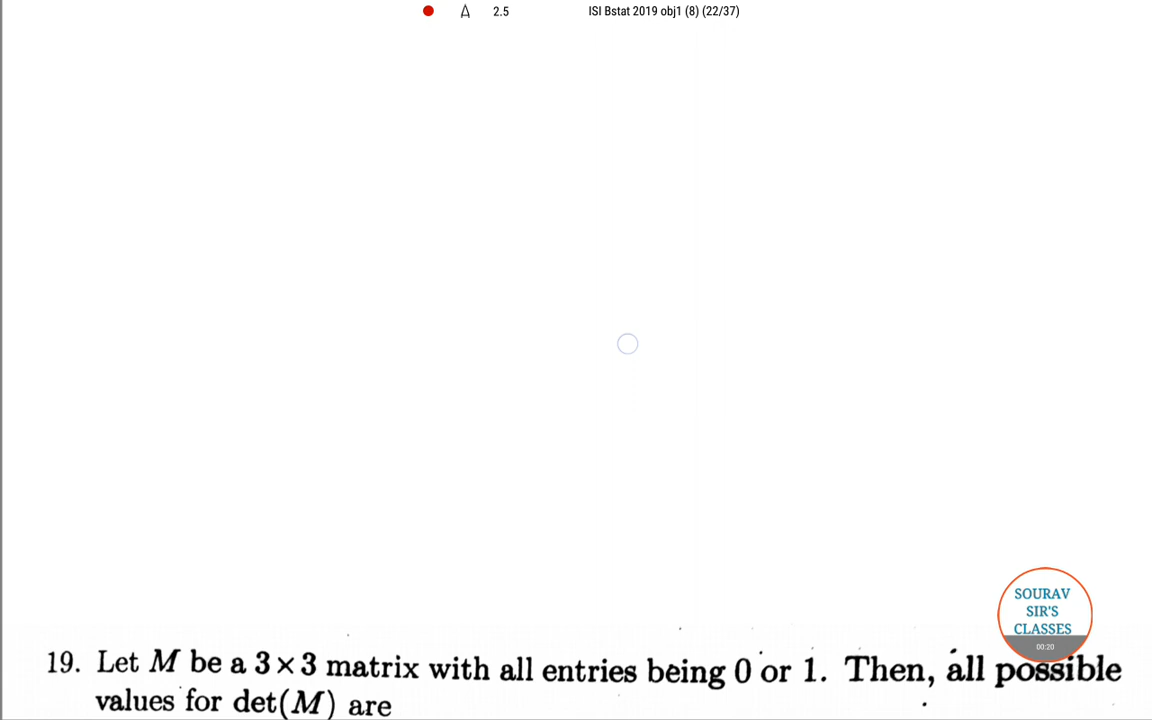 2.5 ISI Bstat 2019 obj1 (8) (22/37)
SOURAV
SIR'S
CLASSES
00:20
19. Let M be a 3×3 matrix with all entries being 0 or 1. Then, all possible
values for det(M) are